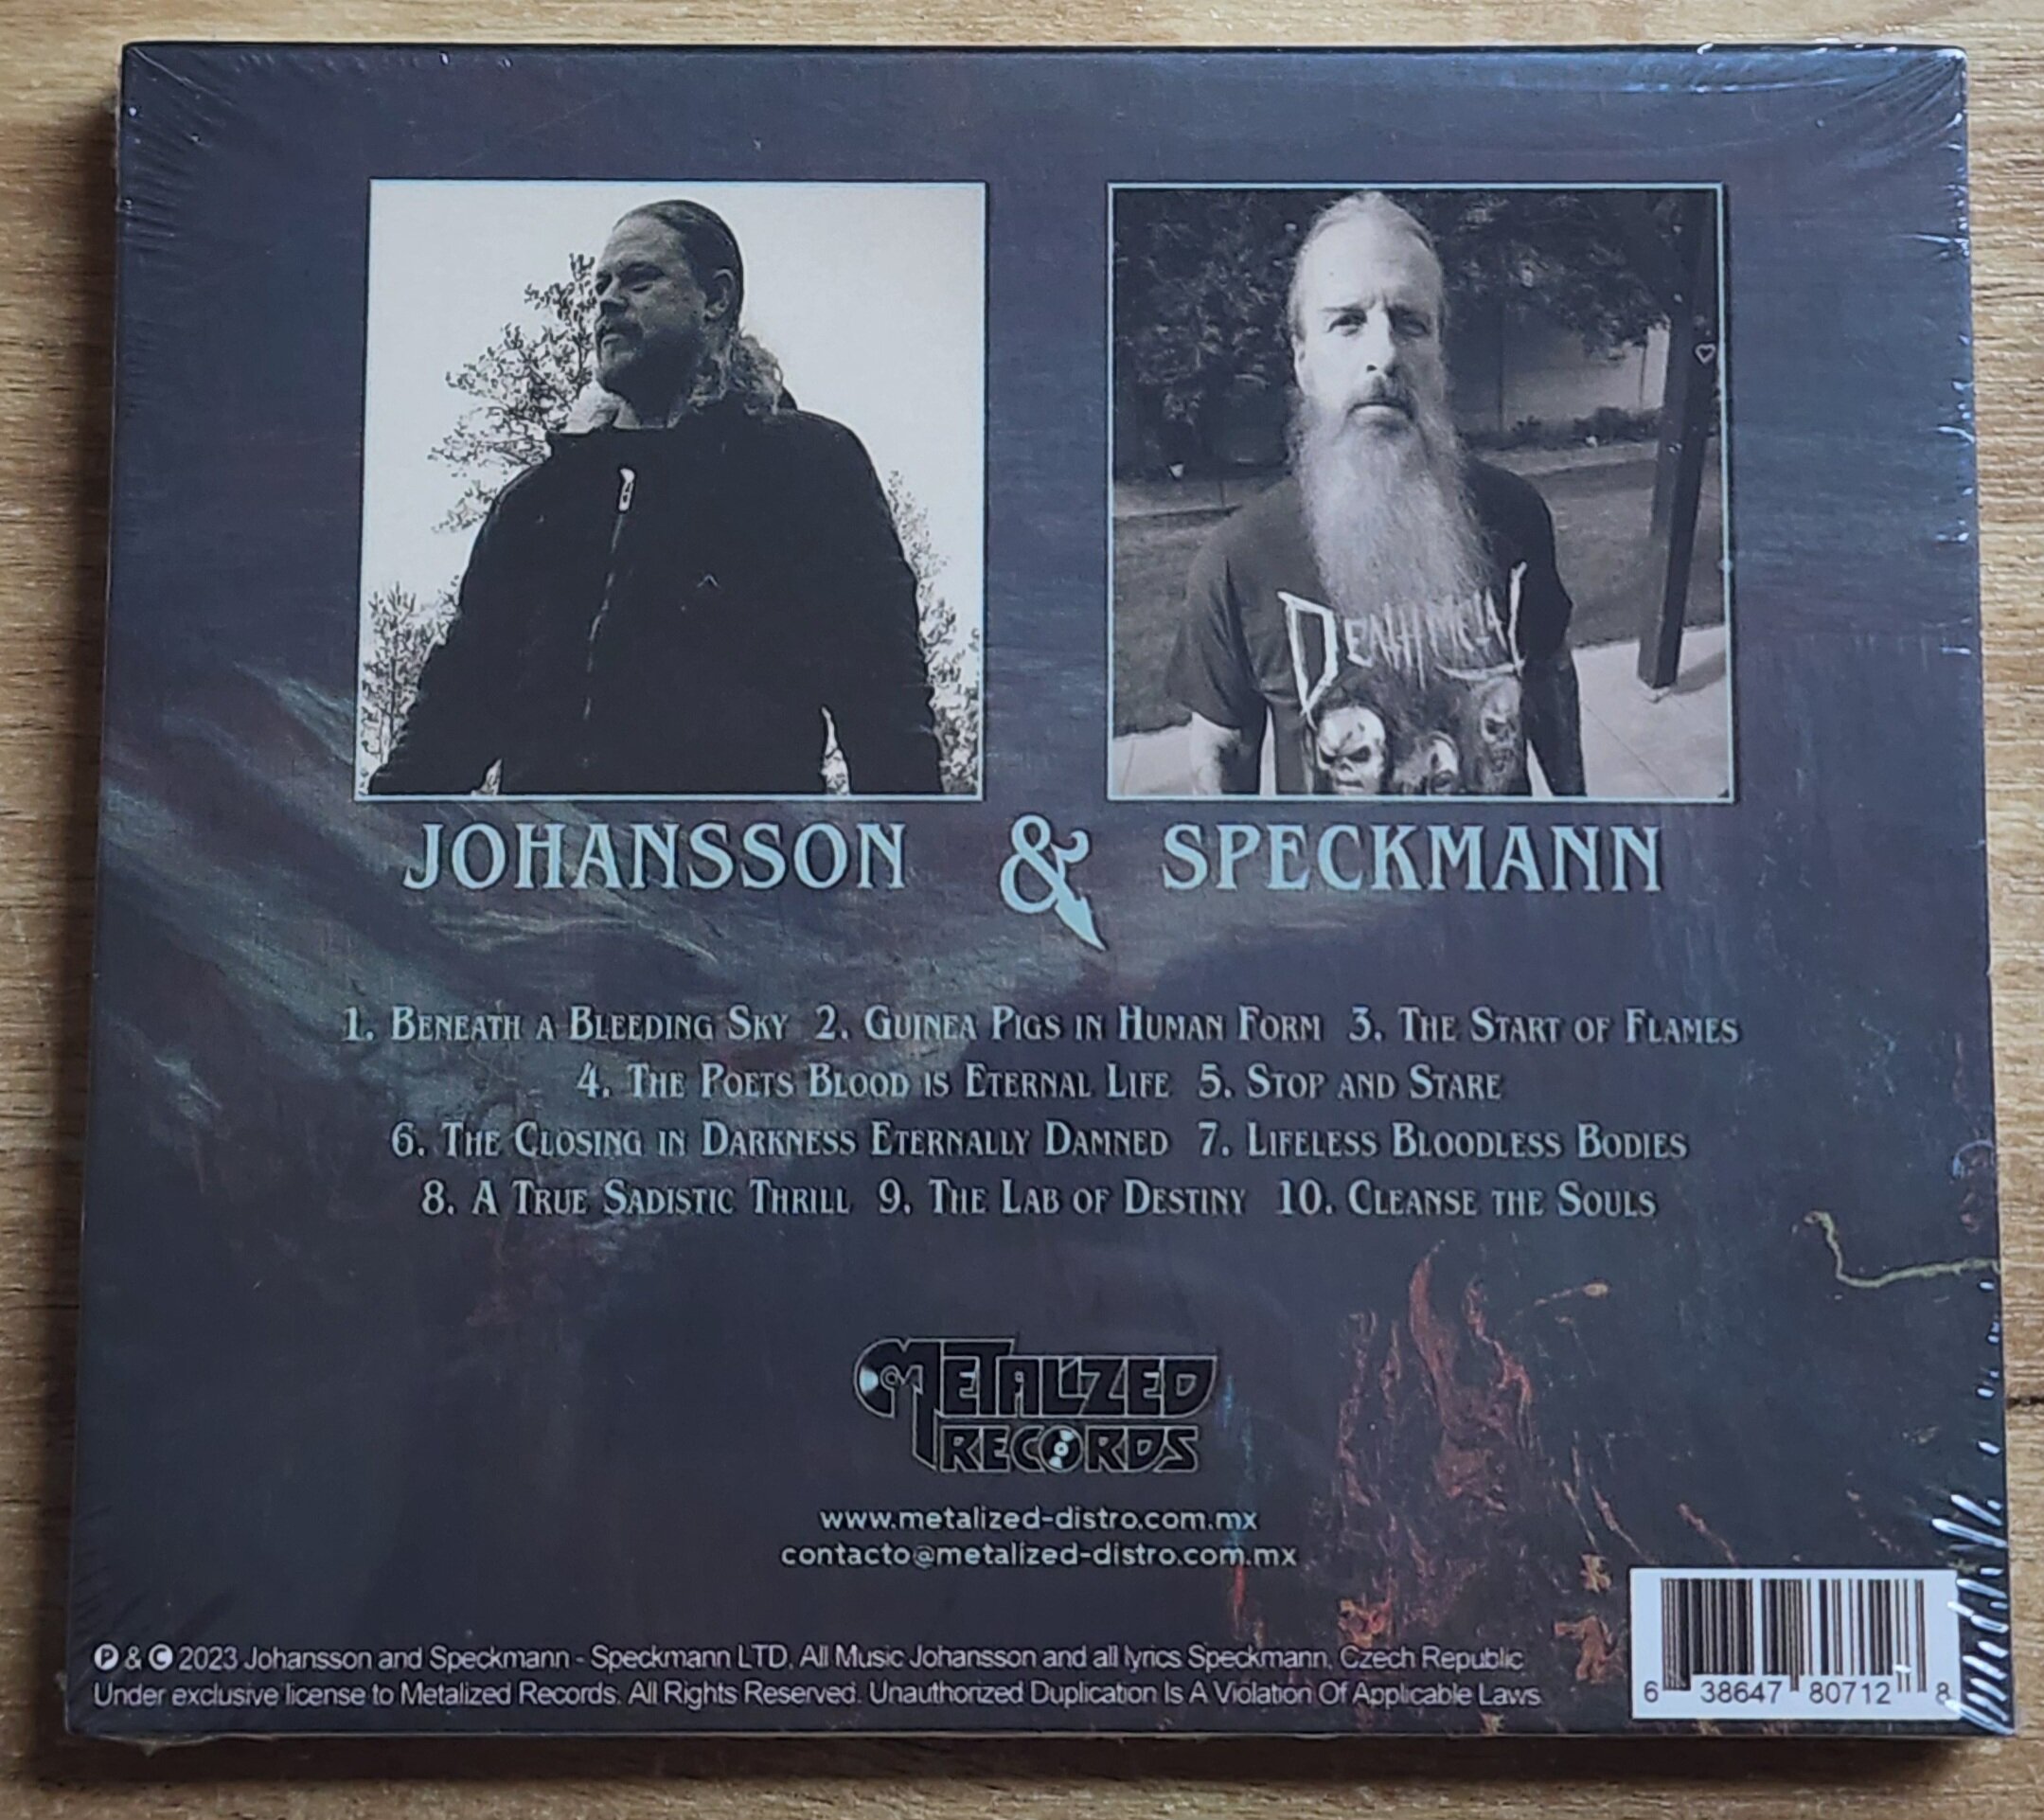 DEATH METAL
JOHANSSON & SPECKMANN
1. BENEATH A BLEEDING SKY 2. GUINEA PIGS IN HUMAN FORM 3. THE START OF FLAMES
4. THE POETS BLOOD IS ETERNAL LIFE 5. STOP AND STARE
6. THE CLOSING IN DARKNESS ETERNALLY DAMNED 7. LIFELESS BLOODLESS BODIES
8. A TRUE SADISTIC THRILL 9. THE LAB OF DESTINY 10. CLEANSE THE SOULS
METALIZED
RECORDS
www.metalized-distro.com.mx
contacto@metalized-distro.com.mx
℗ & © 2023 Johansson and Speckmann - Speckmann LTD. All Music Johansson and all lyrics Speckmann. Czech Republic
Under exclusive license to Metalized Records. All Rights Reserved. Unauthorized Duplication Is A Violation Of Applicable Laws
6 38647 80712 8